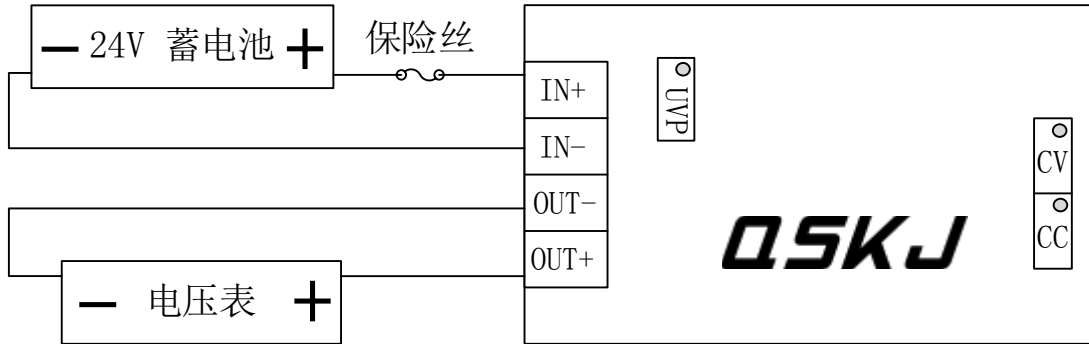 − 24V 蓄电池 +
保险丝
IN+
IN-
OUT-
OUT+
− 电压表 +
UVP
CV
CC
QSKJ